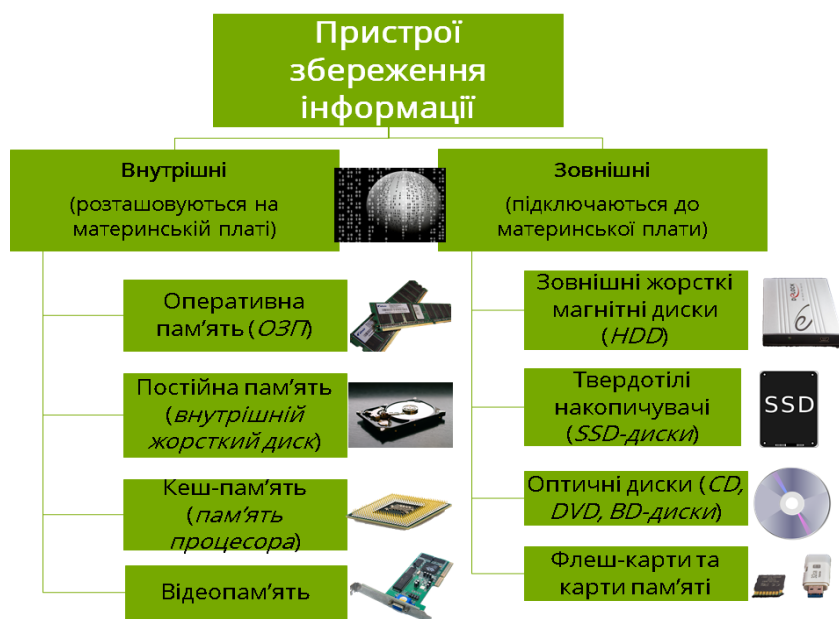 Пристрої
збереження
інформації
Внутрішні
(розташовуються на
материнській платі)
Зовнішні
(підключаються до
материнської плати)
Оперативна
пам’ять (ОЗП)
Постійна пам’ять
(внутрішній
жорсткий диск)
Кеш-пам’ять
(пам’ять
процесора)
Відеопам’ять
Зовнішні жорсткі
магнітні диски
(HDD)
Твердотілі
накопичувачі
(SSD-диски)
SSD
Оптичні диски (CD,
DVD, BD-диски)
Флеш-карти та
карти пам’яті